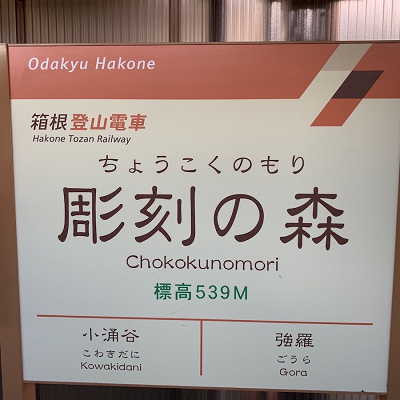 Odakyu Hakone
箱根登山電車
Hakone Tozan Railway
ちょうこくのもり
彫刻の森
Chokokunomori
標高539M
小涌谷
こわきだに
Kowakidani
強羅
ごうら
Gora